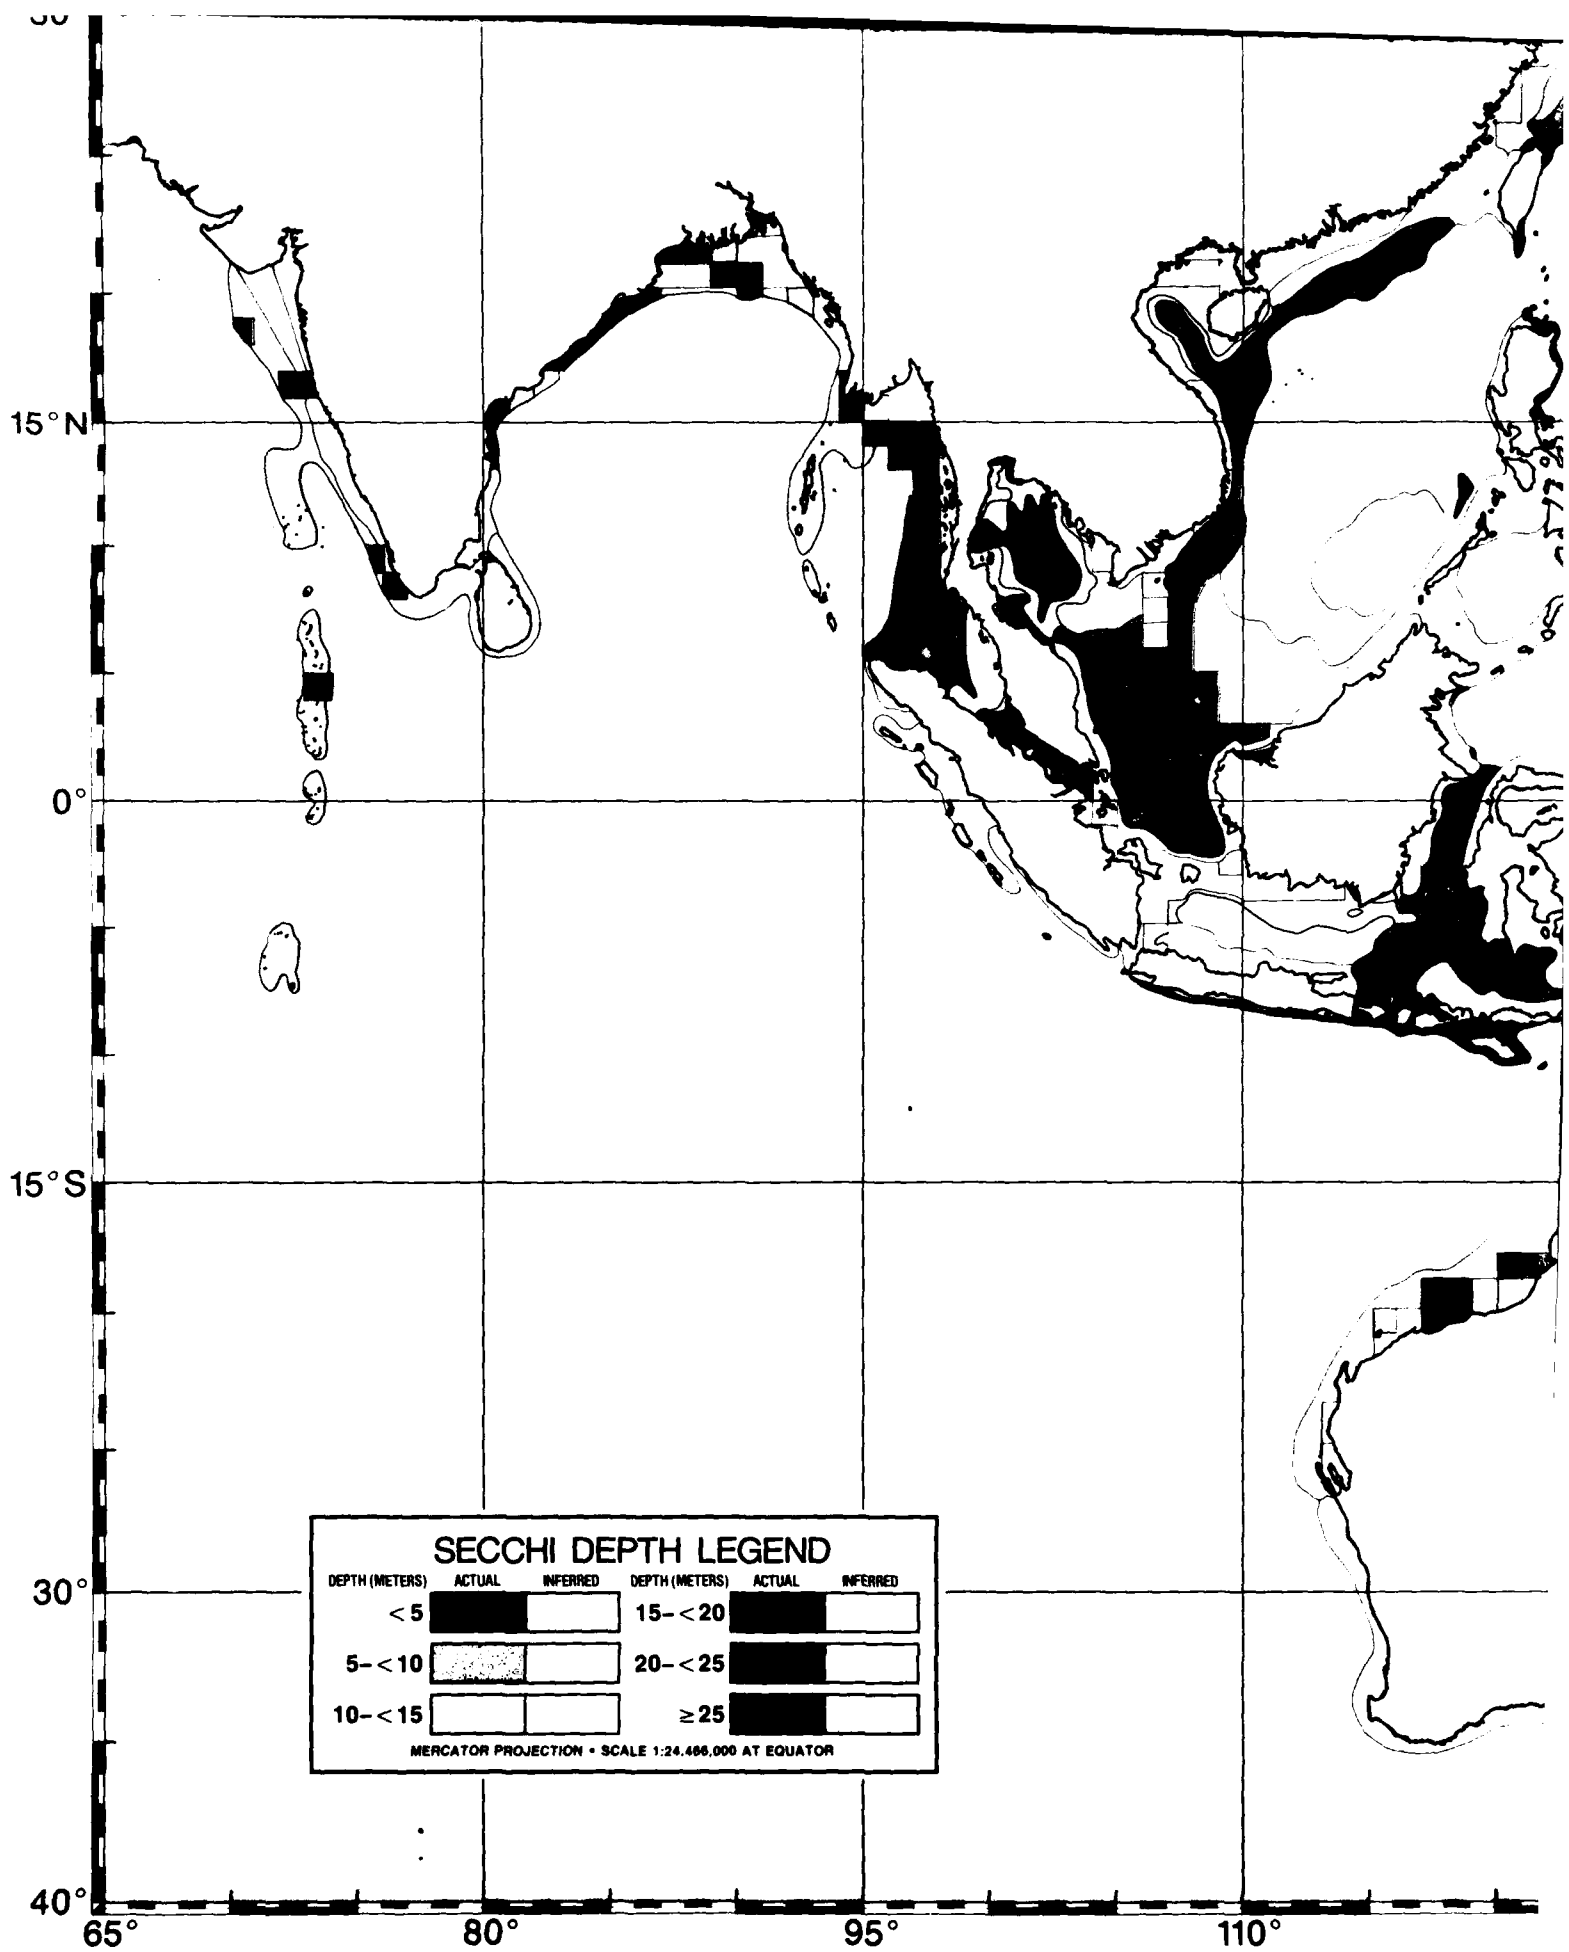 15°N
0°
15°S
SECCHI DEPTH LEGEND
DEPTH (METERS) ACTUAL INFERRED DEPTH (METERS) ACTUAL INFERRED
<5 15-<20
5-<10 20-<25
10-<15 ≥25
MERCATOR PROJECTION • SCALE 1:24,466,000 AT EQUATOR
30°
40°
65° 80° 95° 110°